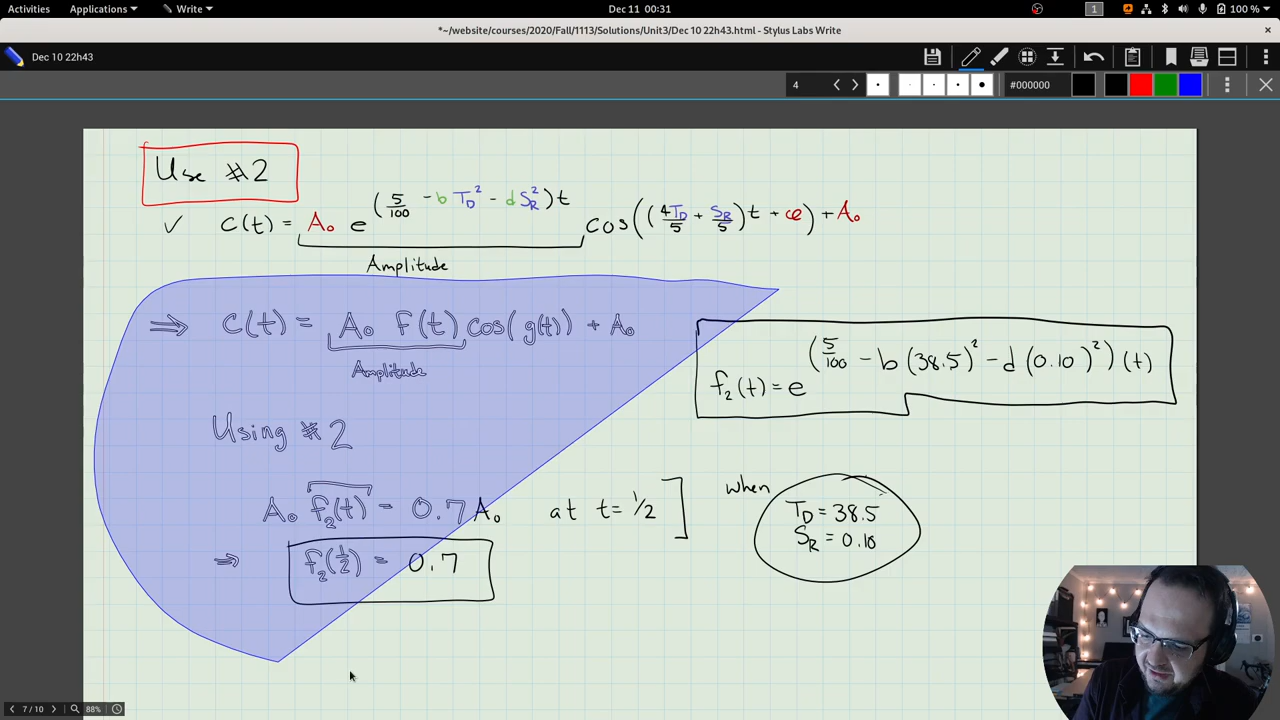 Activities Applications Write Dec 11 00:31 1 100 %
*~/website/courses/2020/Fall/1113/Solutions/Unit3/Dec 10 22h43.html - Stylus Labs Write ×
Dec 10 22h43
4 #000000
Use #2
✓ C(t) = A₀ e^((5/100 - b T_D² - d S_R²)t) cos((4T_D/5 + S_R/5)t + φ) + A₀
Amplitude
⇒ C(t) = A₀ f(t) cos(g(t)) + A₀
Amplitude
f₂(t) = e^((5/100 - b(38.5)² - d(0.10)²)(t))
Using #2
A₀ f₂(t) = 0.7 A₀ at t = 1/2 ] when T_D = 38.5
S_R = 0.10
⇒ f₂(1/2) = 0.7
7 / 10 88%